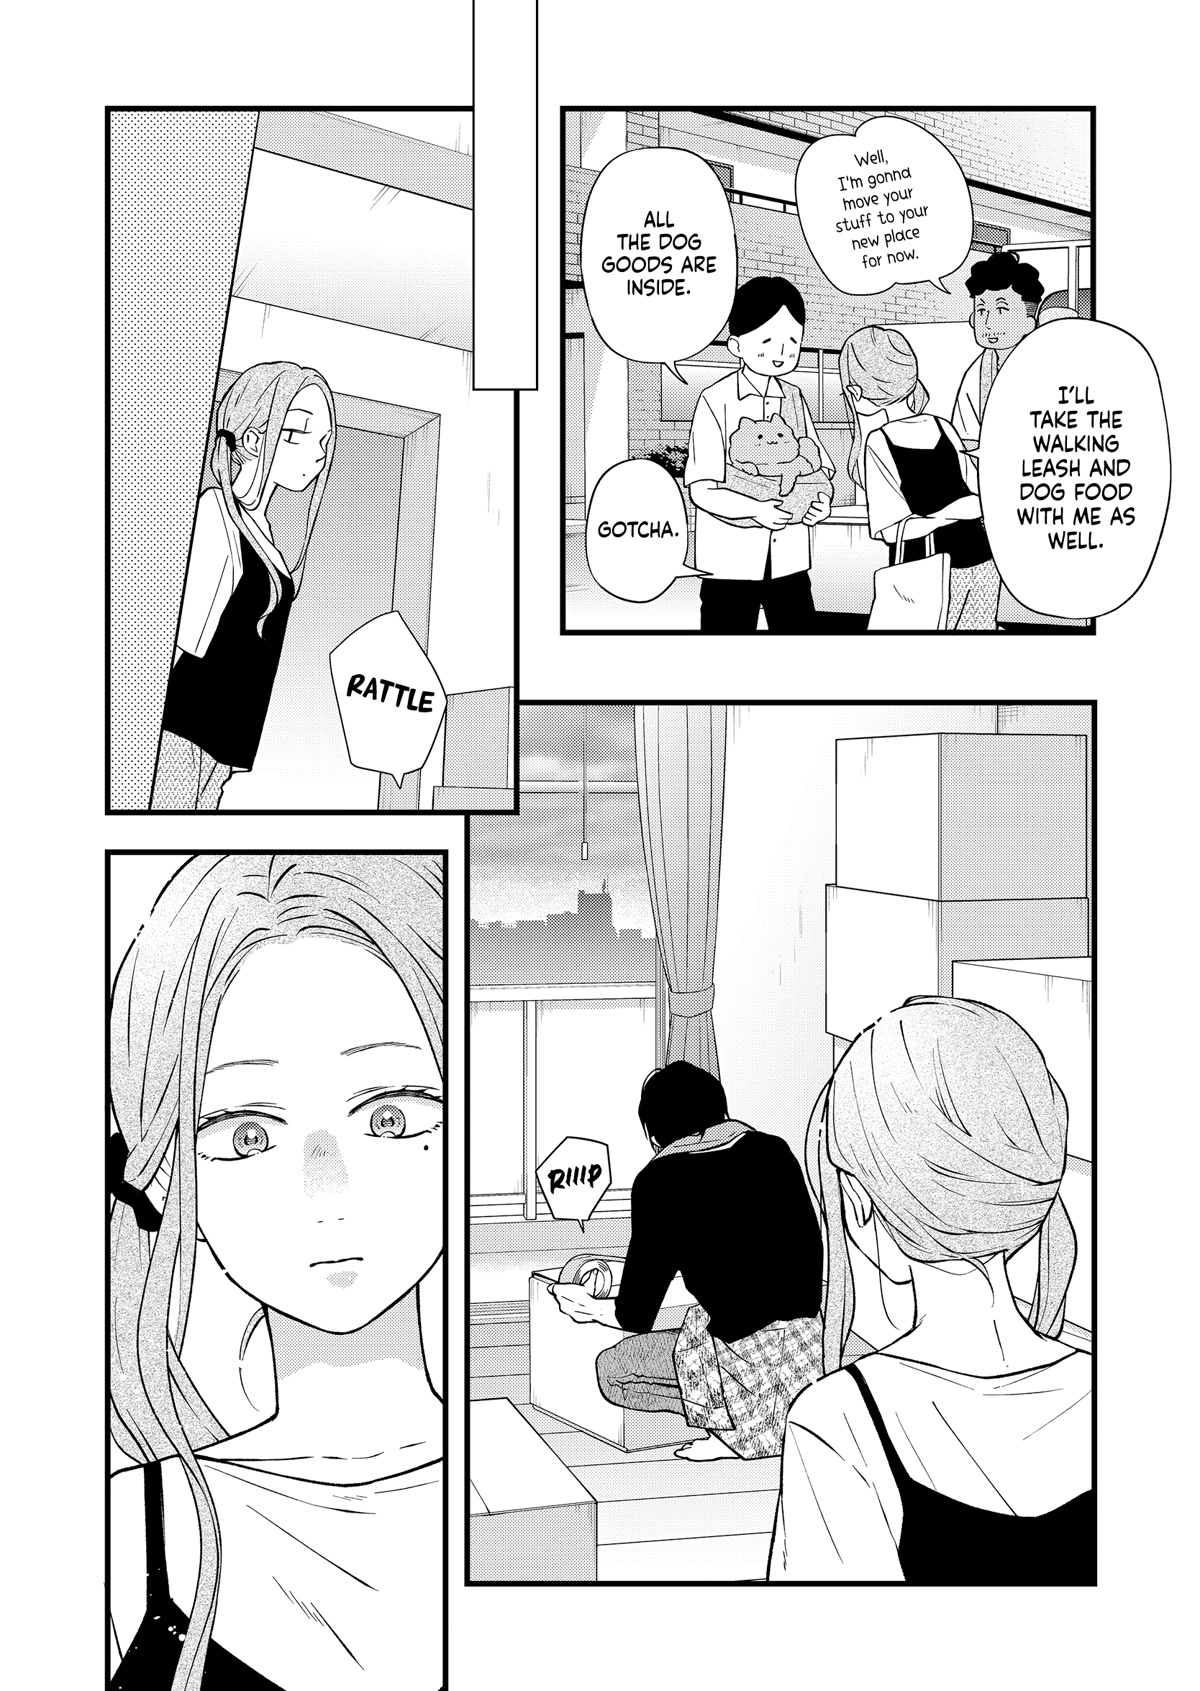 Well,
I'm gonna
move your
stuff to your
new place
for now.
I'LL
TAKE THE
WALKING
LEASH AND
DOG FOOD
WITH ME AS
WELL.
ALL
THE DOG
GOODS ARE
INSIDE.
GOTCHA.
RATTLE
RIIIP